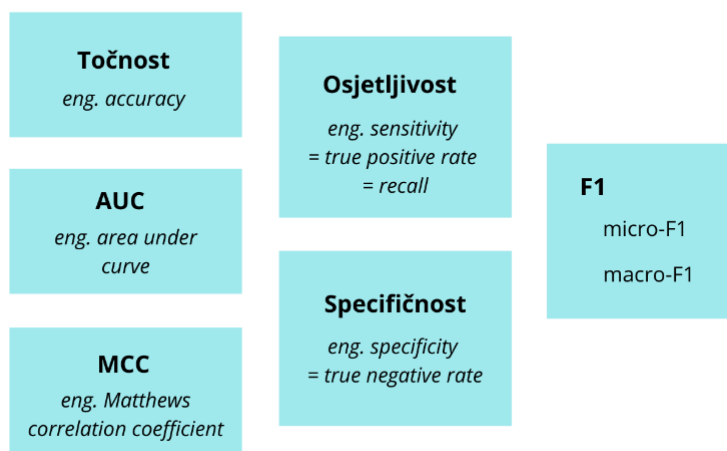 Točnost
eng. accuracy
AUC
eng. area under
curve
MCC
eng. Matthews
correlation coefficient
Osjetljivost
eng. sensitivity
= true positive rate
= recall
Specifičnost
eng. specificity
= true negative rate
F1
micro-F1
macro-F1